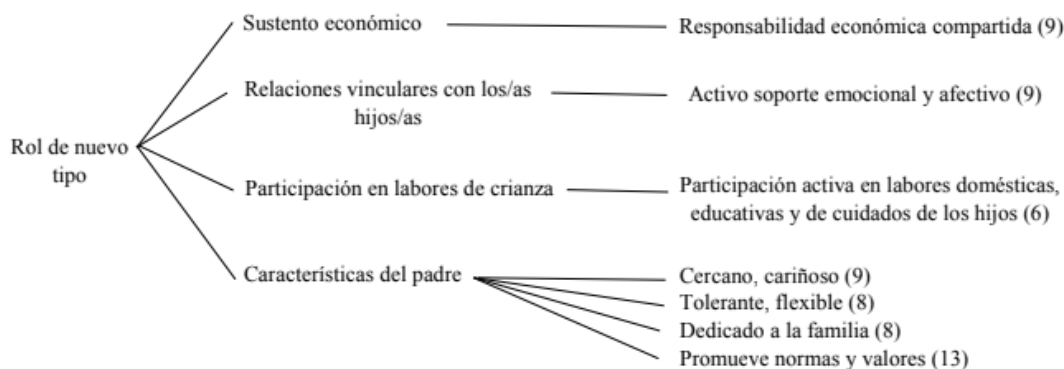 Sustento económico
Responsabilidad económica compartida (9)
Relaciones vinculares con los/as
hijos/as
Activo soporte emocional y afectivo (9)
Rol de nuevo
tipo
Participación en labores de crianza
Participación activa en labores domésticas,
educativas y de cuidados de los hijos (6)
Características del padre
Cercano, cariñoso (9)
Tolerante, flexible (8)
Dedicado a la familia (8)
Promueve normas y valores (13)